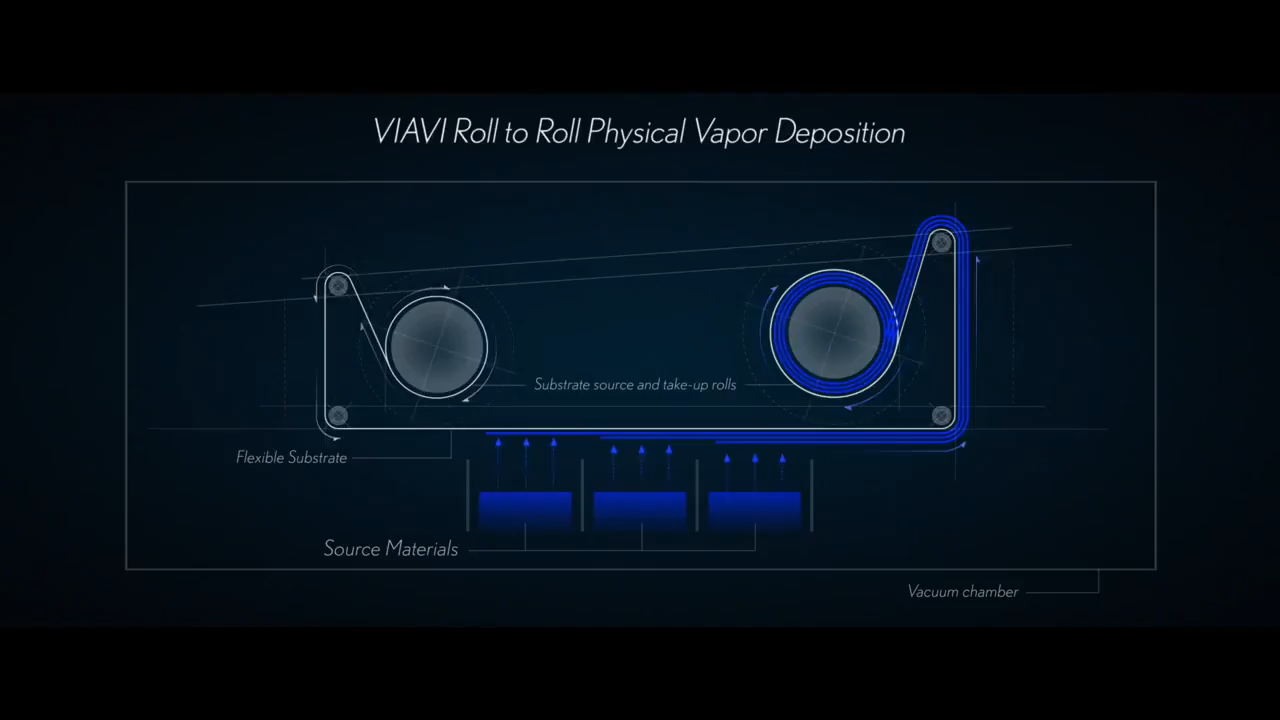 VIAVI Roll to Roll Physical Vapor Deposition
Substrate source and take-up rolls
Flexible Substrate
Source Materials
Vacuum chamber